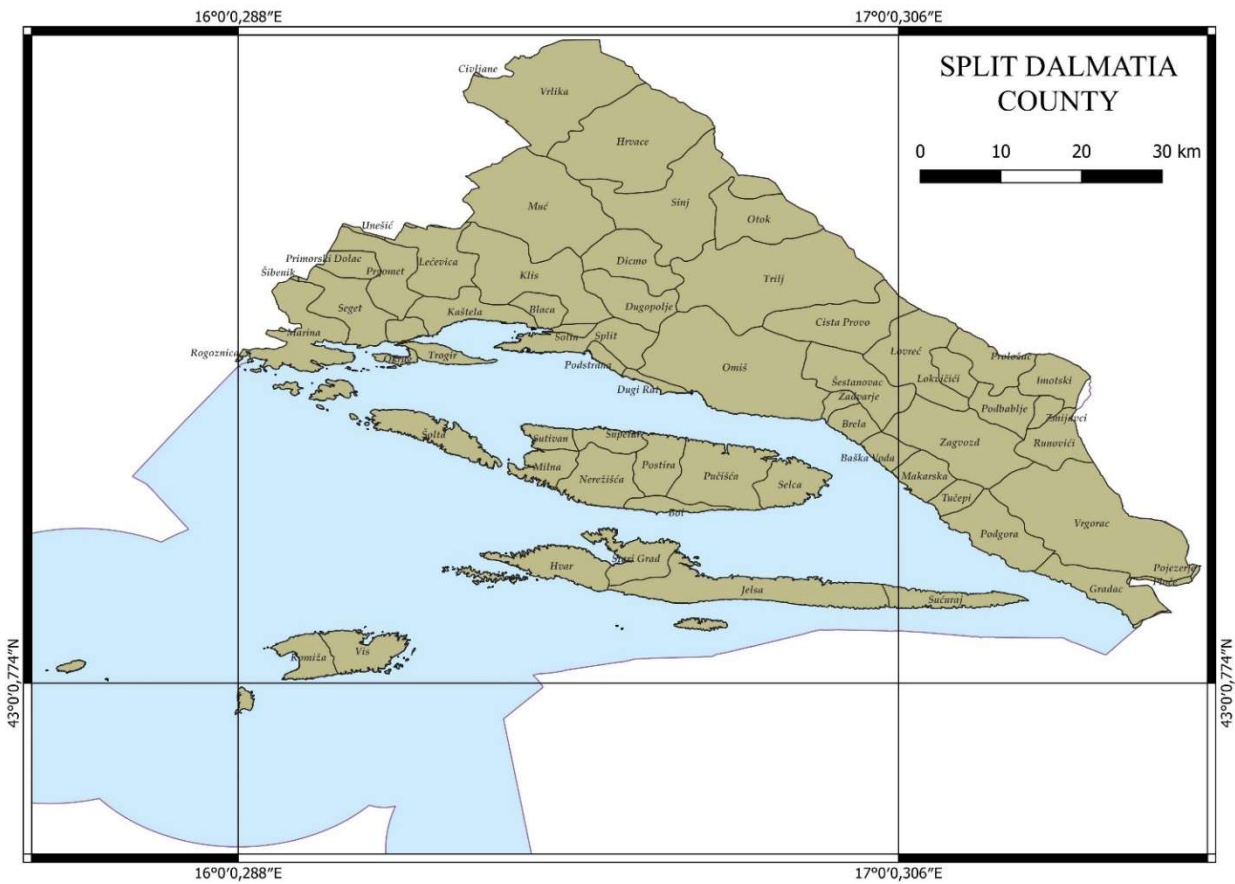 16°0'0,288″E
17°0'0,306″E
SPLIT DALMATIA
COUNTY
0 10 20 30 km
Civljane
Vrlika
Hrvace
Muć
Sinj
Otok
Unešić
Primorski Dolac
Prgomet
Lećevica
Dicmo
Šibenik
Klis
Trilj
Seget
Kaštela
Blaca
Dugopolje
Cista Provo
Marina
Solin
Split
Rogoznica
Okrug
Trogir
Podstrana
Omiš
Lovreć
Proložac
Dugi Rat
Šestanovac
Lokvičići
Imotski
Zadvarje
Podbablje
Zmijavci
Šolta
Sutivan
Supetar
Brela
Zagvozd
Runovići
Milna
Nerežišća
Postira
Pučišća
Selca
Baška Voda
Makarska
Tučepi
Bol
Podgora
Vrgorac
Hvar
Stari Grad
Jelsa
Sućuraj
Gradac
Pojezerje
Ploče
Komiža
Vis
43°0'0,774″N
43°0'0,774″N
16°0'0,288″E
17°0'0,306″E